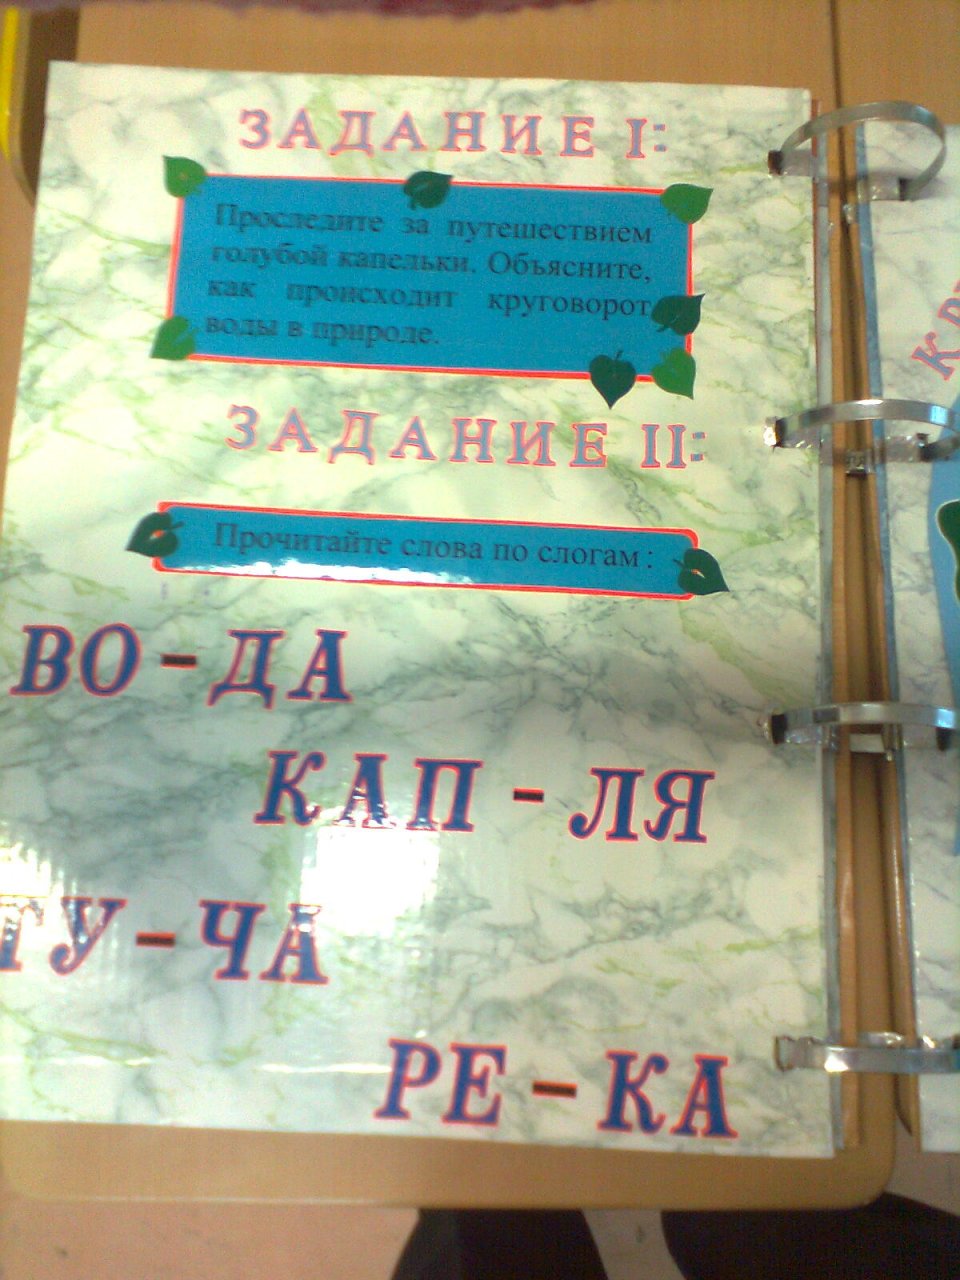 ЗАДАНИЕ I:
Проследите за путешествием
голубой капельки. Объясните,
как происходит круговорот
воды в природе.
ЗАДАНИЕ II:
Прочитайте слова по слогам :
ВО - ДА
КАП - ЛЯ
ТУ - ЧА
РЕ - КА